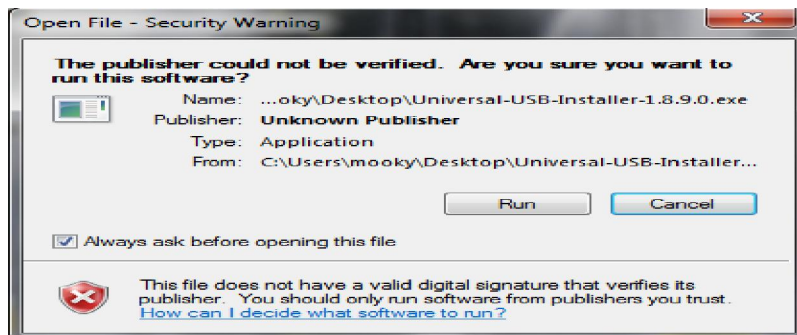 Open File - Security Warning
The publisher could not be verified. Are you sure you want to
run this software?
Name: ...oky\Desktop\Universal-USB-Installer-1.8.9.0.exe
Publisher: Unknown Publisher
Type: Application
From: C:\Users\mooky\Desktop\Universal-USB-Installer...
Run Cancel
Always ask before opening this file
This file does not have a valid digital signature that verifies its
publisher. You should only run software from publishers you trust.
How can I decide what software to run?